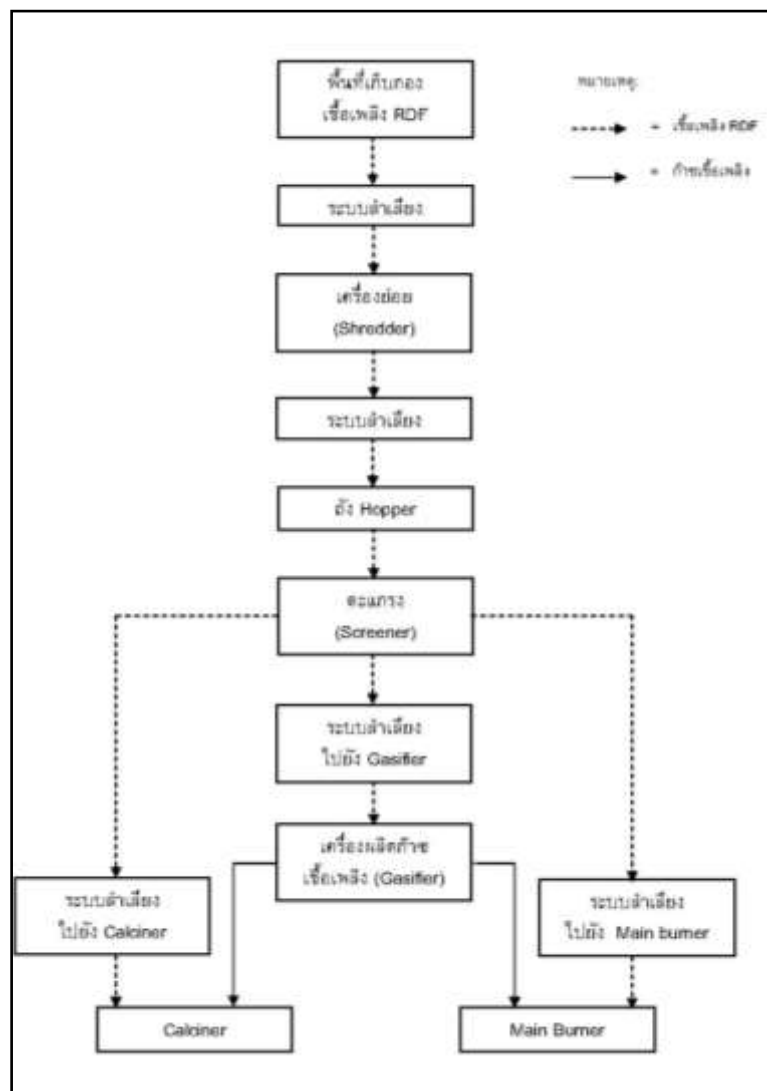 พื้นที่เก็บกอง
เชื้อเพลิง RDF
หมายเหตุ:
= เชื้อเพลิง RDF
= ก๊าซเชื้อเพลิง
ระบบลำเลียง
เครื่องย่อย
(Shredder)
ระบบลำเลียง
ถัง Hopper
ตะแกรง
(Screener)
ระบบลำเลียง
ไปยัง Gasifier
เครื่องผลิตก๊าซ
เชื้อเพลิง (Gasifier)
ระบบลำเลียง
ไปยัง Calciner
ระบบลำเลียง
ไปยัง Main burner
Calciner
Main Burner